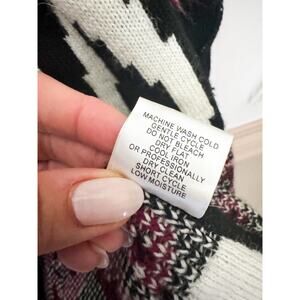 MACHINE WASH COLD
GENTLE CYCLE
DO NOT BLEACH
DRY FLAT
COOL IRON
OR PROFESSIONALLY
DRY CLEAN
SHORT CYCLE
LOW MOISTURE